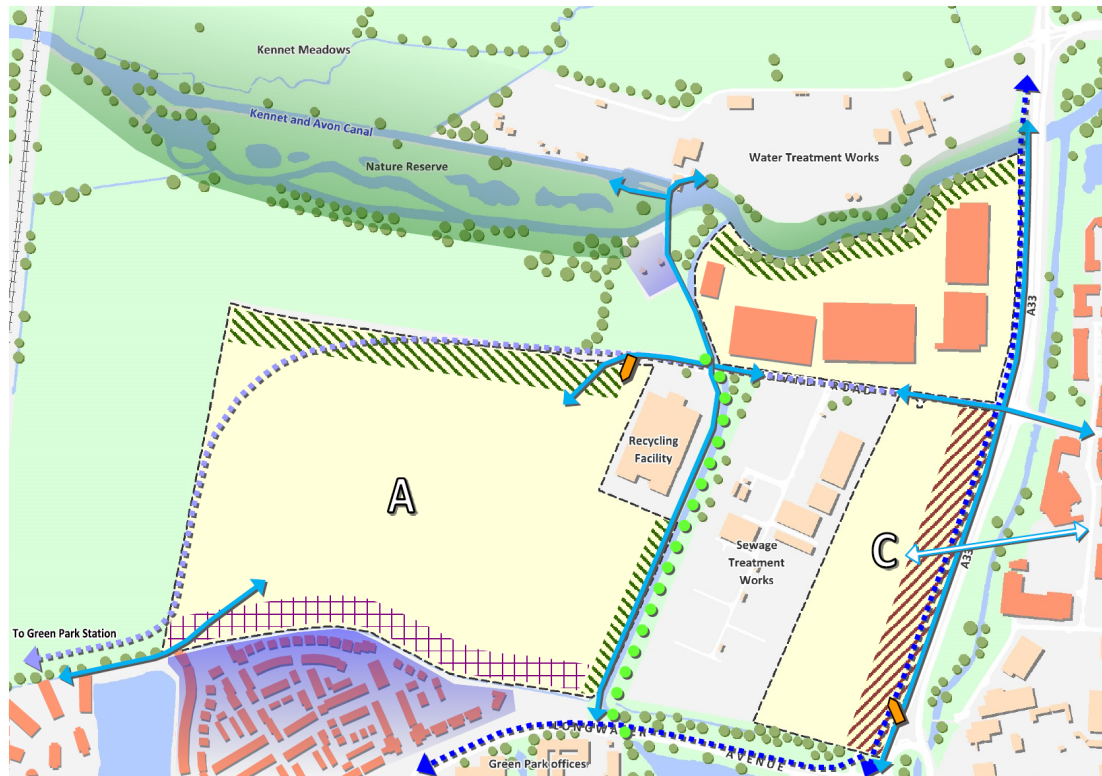 Kennet Meadows
Kennet and Avon Canal
Nature Reserve
Water Treatment Works
A33
ROAD
Recycling
Facility
A
C
Sewage
Treatment
Works
A33
To Green Park Station
AVENUE
Green Park offices